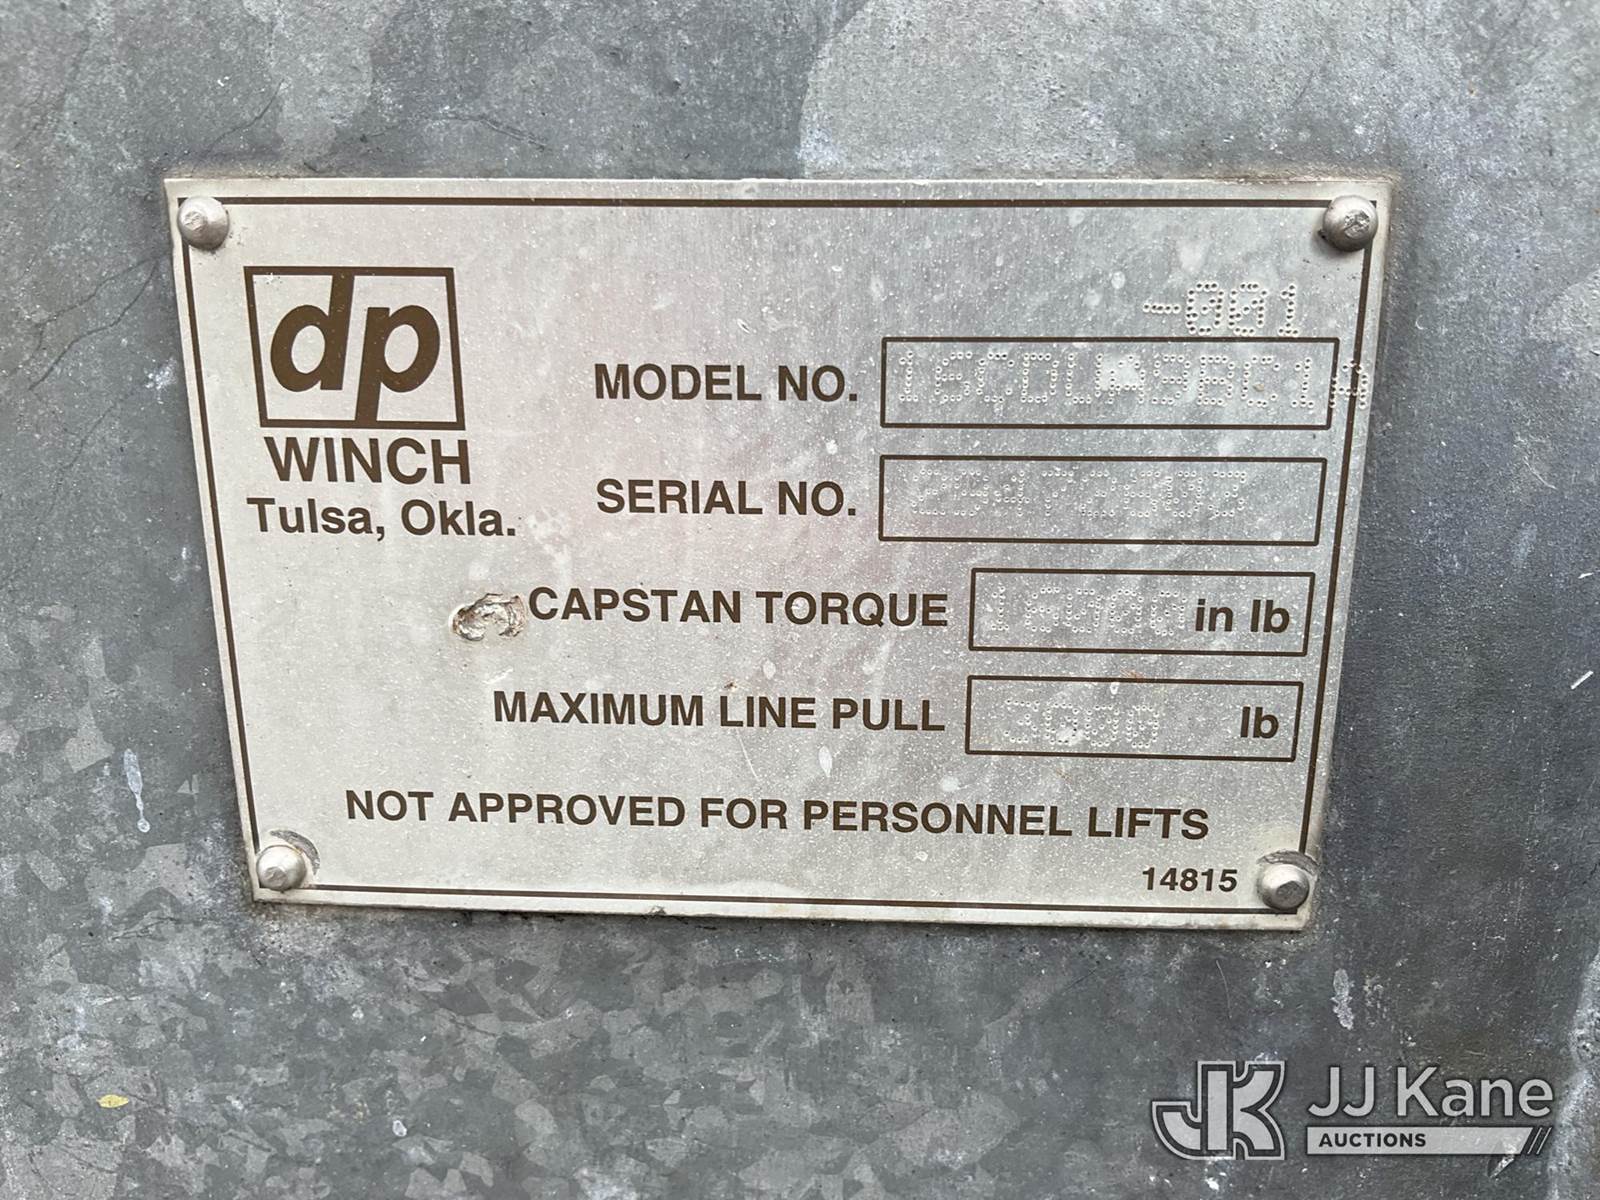 dp
WINCH
Tulsa, Okla.
-001
MODEL NO.
SERIAL NO.
CAPSTAN TORQUE in lb
MAXIMUM LINE PULL 3000 lb
NOT APPROVED FOR PERSONNEL LIFTS
14815
JK JJ Kane
AUCTIONS